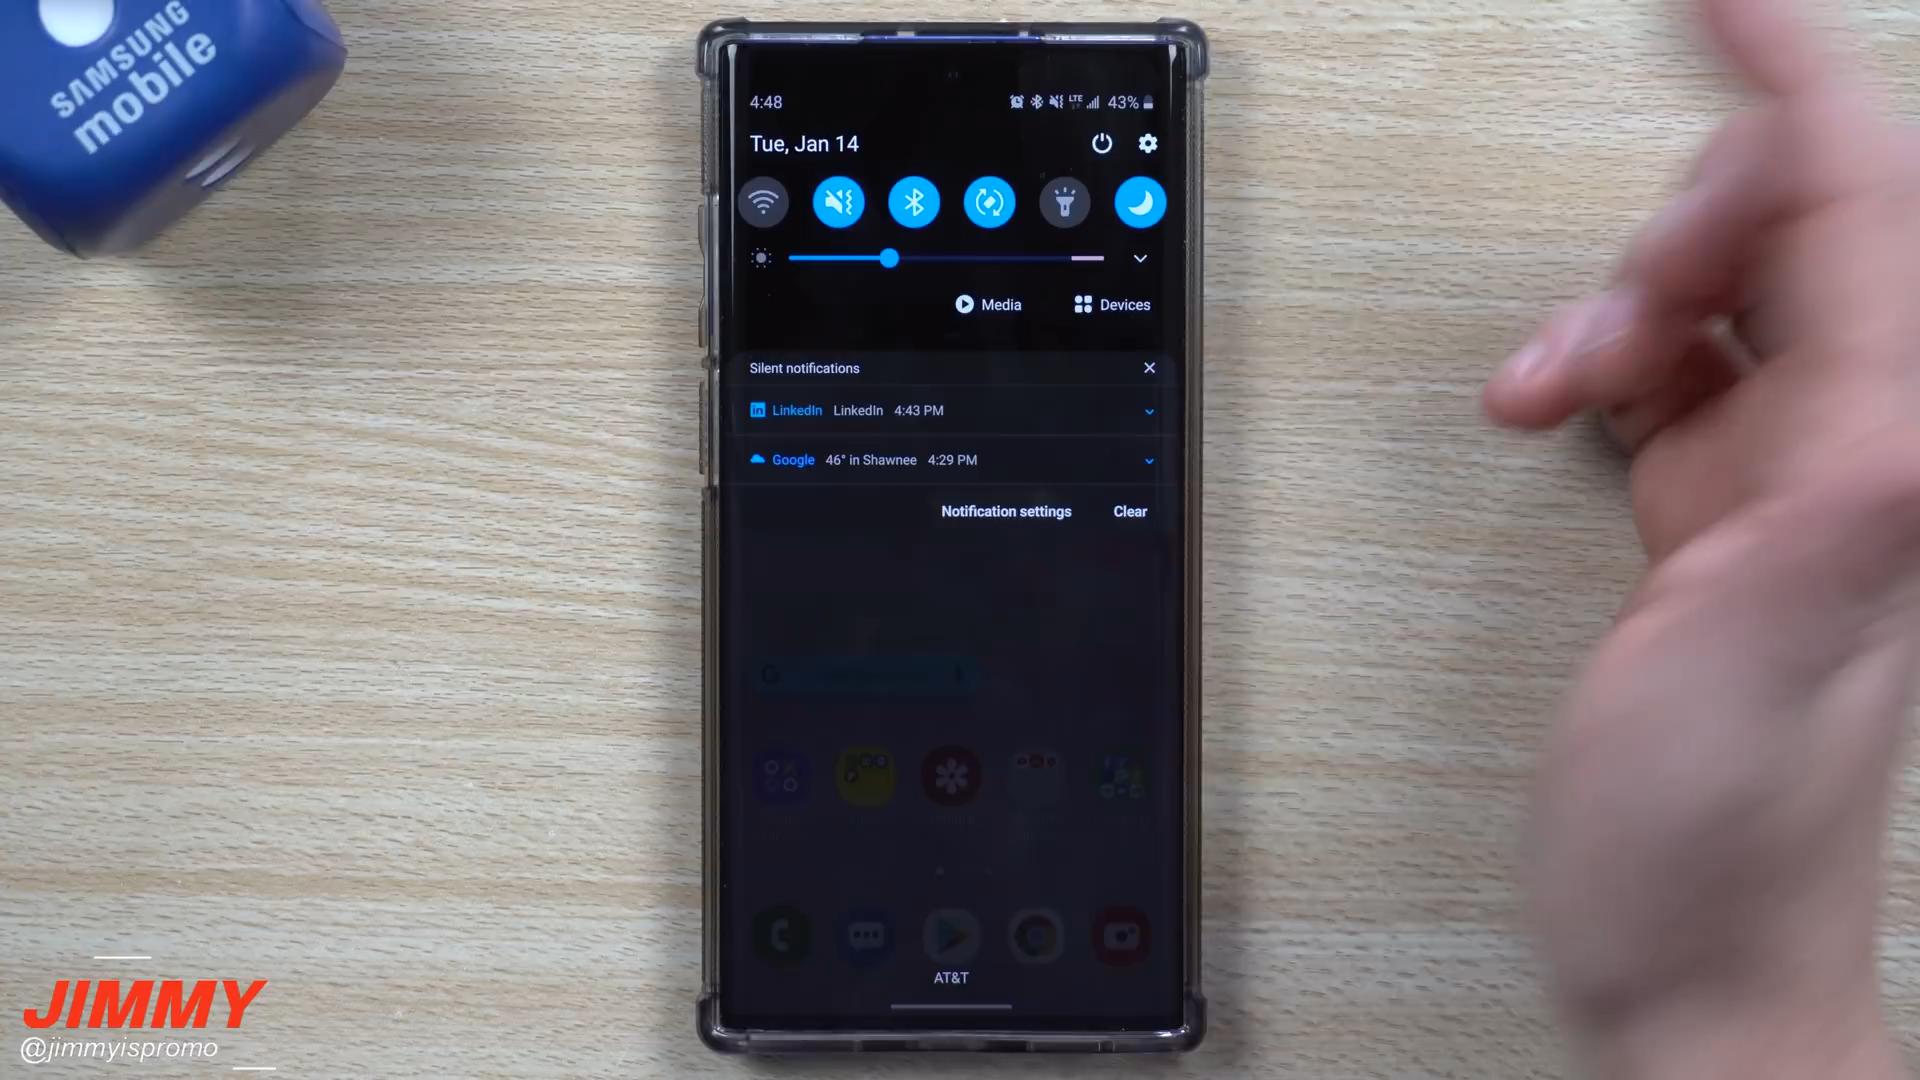 SAMSUNG
mobile
4:48
LTE
43%
Tue, Jan 14
Media
Devices
Silent notifications
LinkedIn LinkedIn 4:43 PM
Google 46° in Shawnee 4:29 PM
Notification settings
Clear
AT&T
JIMMY
@jimmyispromo